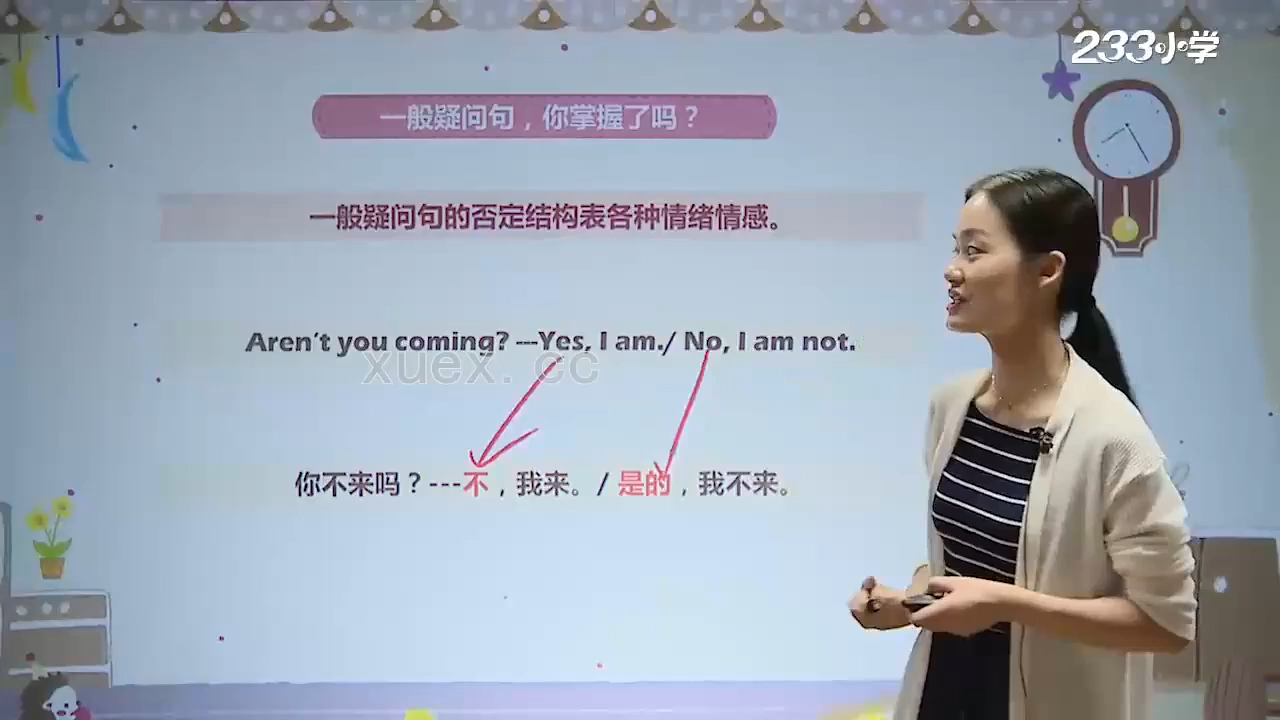 233小学
一般疑问句，你掌握了吗？
一般疑问句的否定结构表各种情绪情感。
Aren't you coming? ---Yes, I am./ No, I am not.
xuex. cc
你不来吗？---不，我来。/ 是的，我不来。